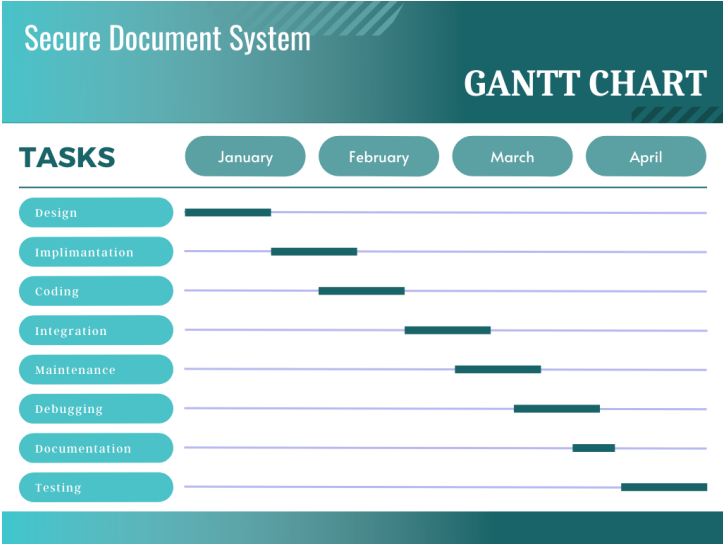 Secure Document System
GANTT CHART
TASKS January February March April
Design
Implimantation
Coding
Integration
Maintenance
Debugging
Documentation
Testing